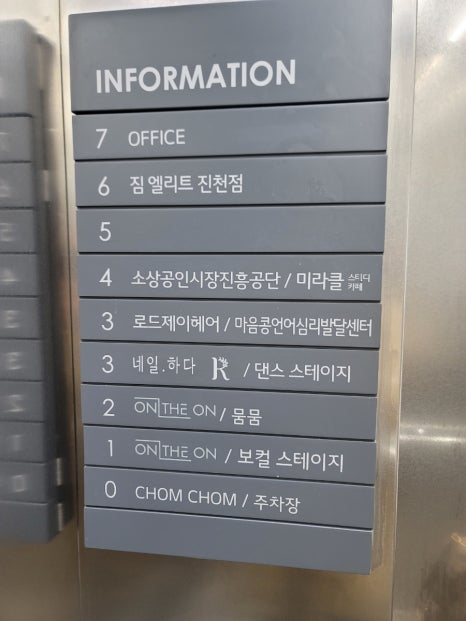 INFORMATION
7 OFFICE
6 짐 엘리트 진천점
5
4 소상공인시장진흥공단 / 미라클 스터디 카페
3 로드제이헤어 / 마음콩언어심리발달센터
3 네일.하다 R / 댄스 스테이지
2 ON THE ON / 뭄뭄
1 ON THE ON / 보컬 스테이지
0 CHOM CHOM / 주차장